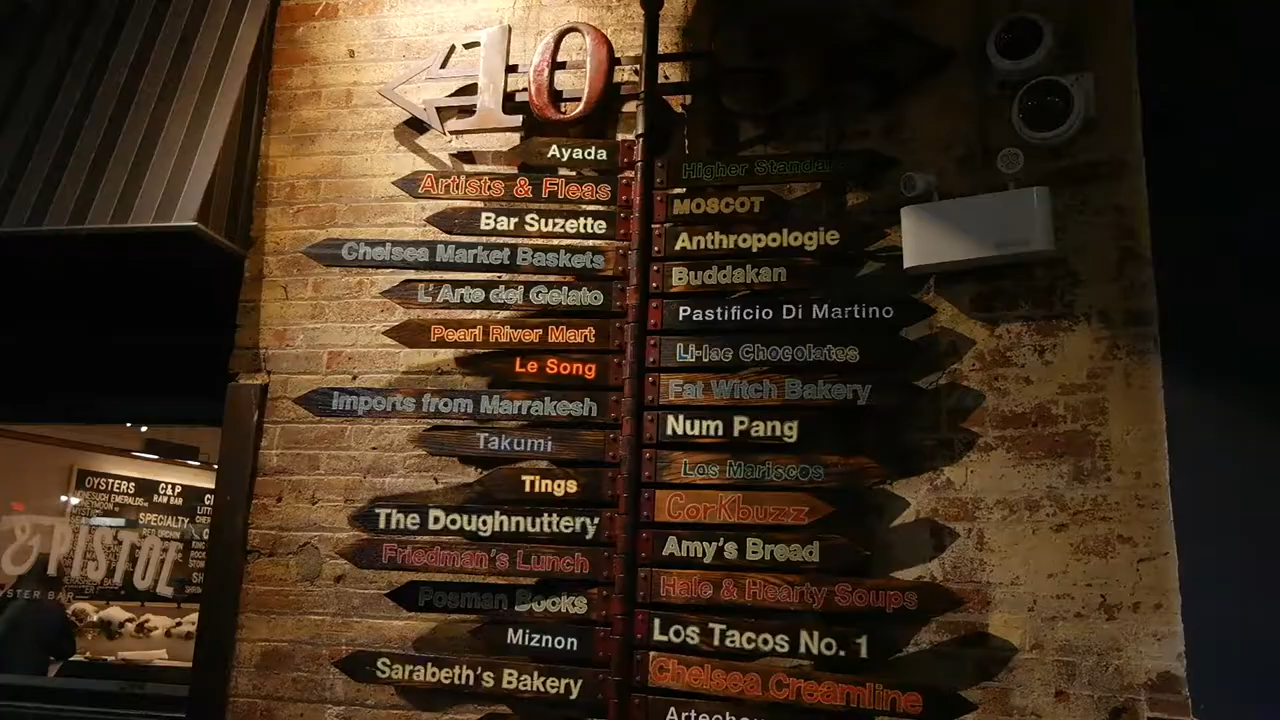 10
Ayada
Artists & Fleas
Bar Suzette
Chelsea Market Baskets
L'Arte del Gelato
Pearl River Mart
Le Song
Imports from Marrakesh
Takumi
Tings
The Doughnuttery
Friedman's Lunch
Posman Books
Miznon
Sarabeth's Bakery
Higher Standar
MOSCOT
Anthropologie
Buddakan
Pastificio Di Martino
Li-lac Chocolates
Fat Witch Bakery
Num Pang
Los Mariscos
CorKbuzz
Amy's Bread
Hale & Hearty Soups
Los Tacos No. 1
Chelsea Creamline
Artecho
OYSTERS
C&P
RAW BAR
SPECIALTY
& PISTOL